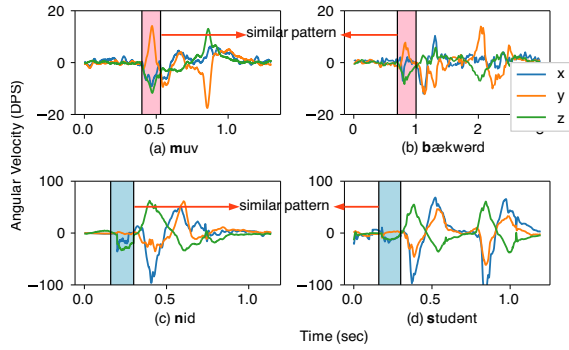 Angular Velocity (DPS)
20
0
−20
0.0 0.5 1.0
(a) muv
similar pattern
20
0
−20
0 1 2
(b) bækwərd
x
y
z
100
0
−100
0.0 0.5 1.0
(c) nid
similar pattern
100
0
−100
0.0 0.5 1.0
(d) studənt
Time (sec)